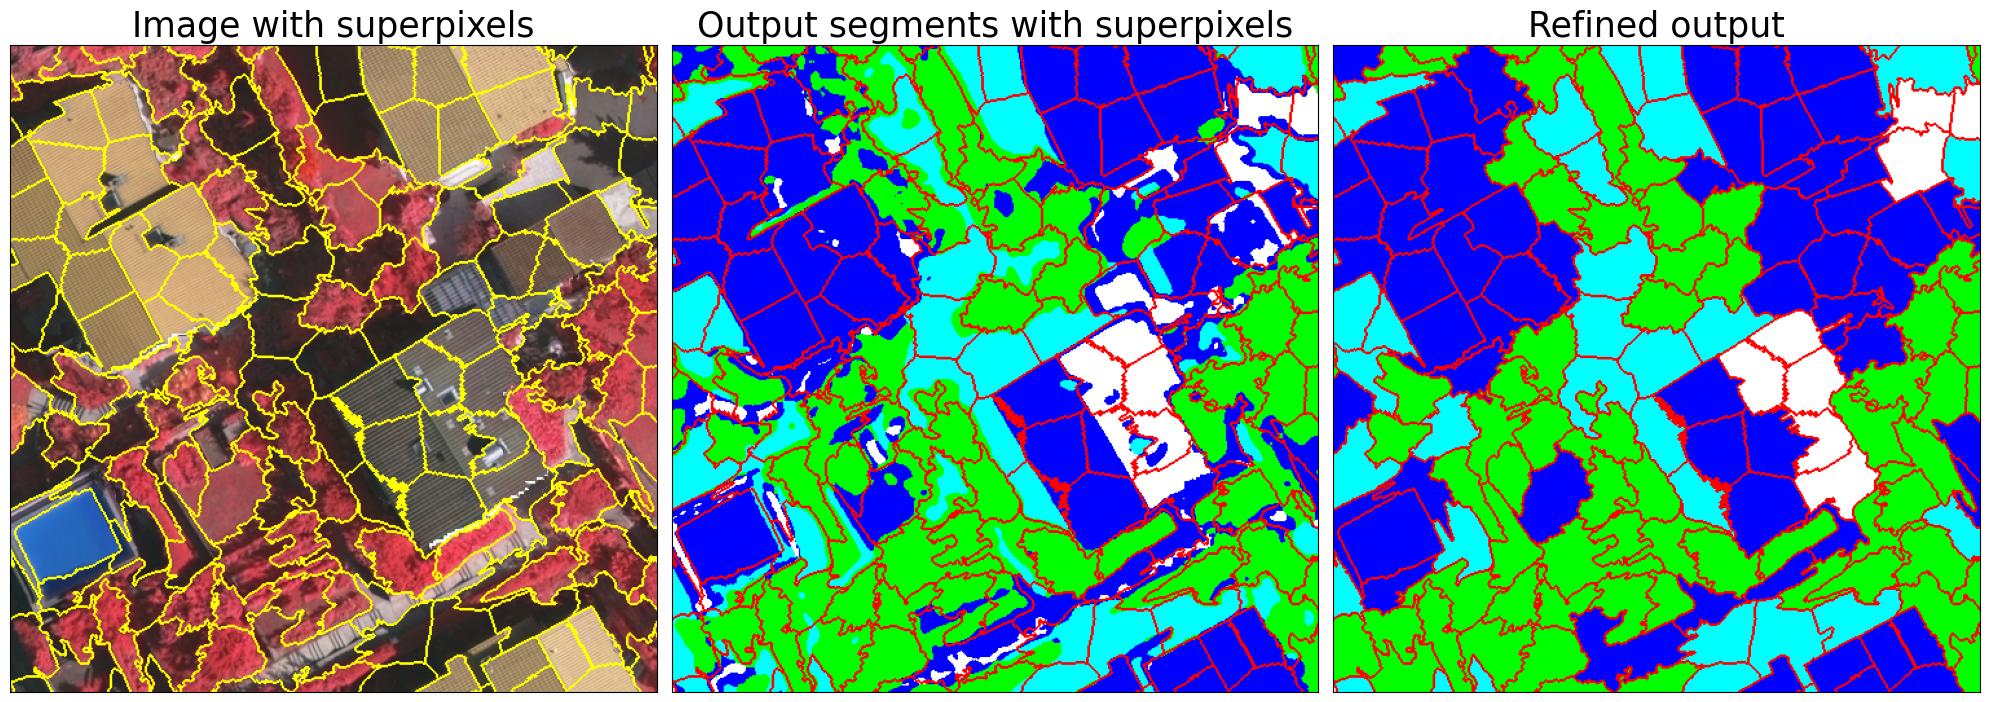 Image with superpixels
Output segments with superpixels
Refined output